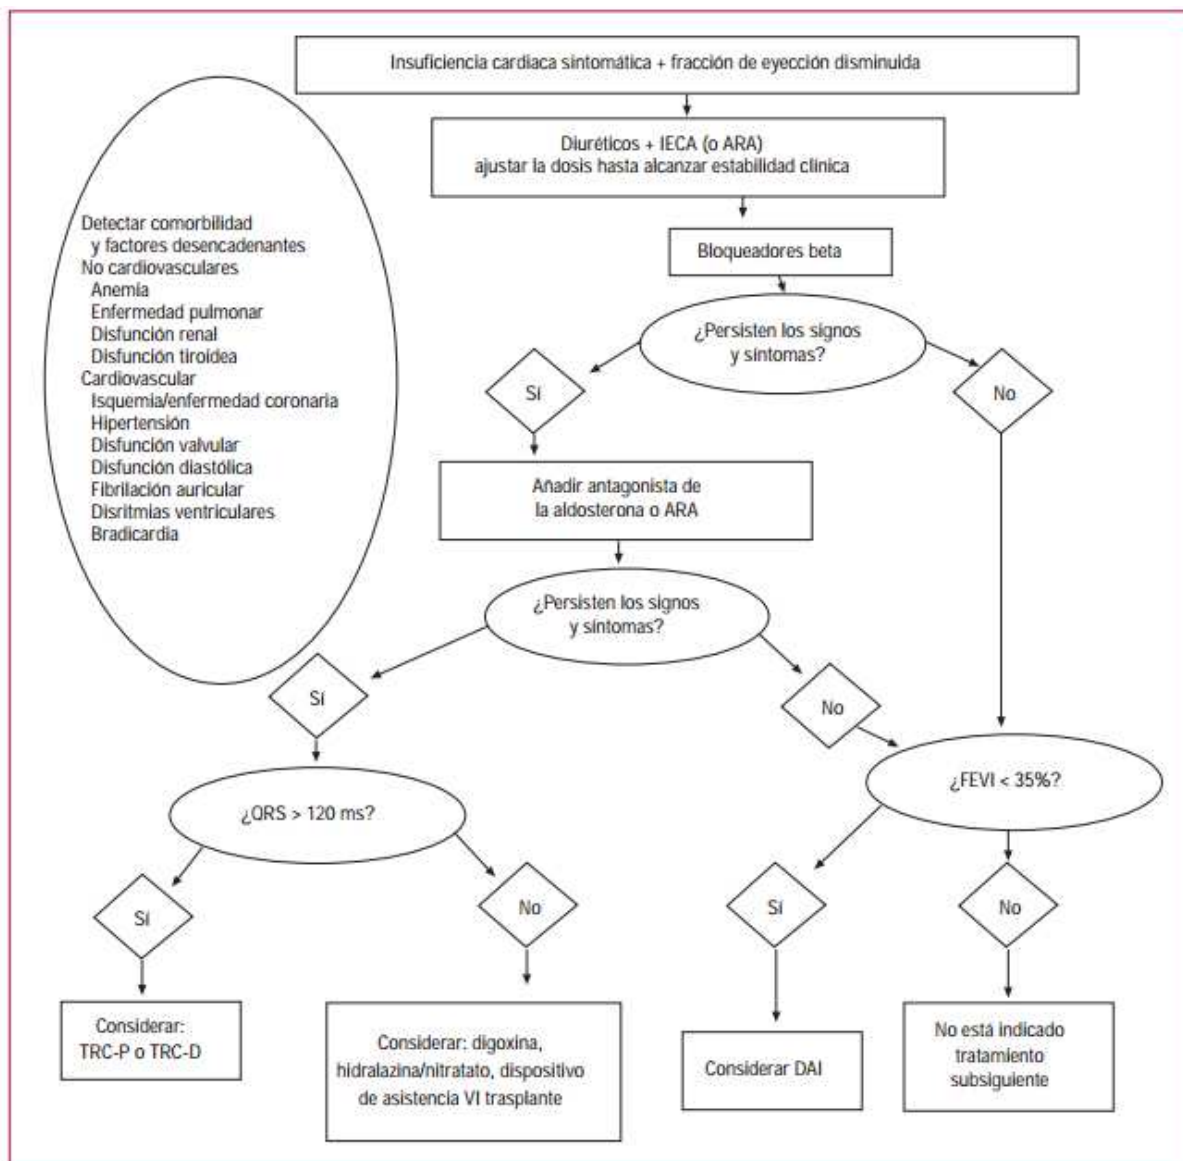 Insuficiencia cardiaca sintomática + fracción de eyección disminuida
Diuréticos + IECA (o ARA)
ajustar la dosis hasta alcanzar estabilidad clínica
Detectar comorbilidad
y factores desencadenantes
No cardiovasculares
Anemia
Enfermedad pulmonar
Disfunción renal
Disfunción tiroidea
Cardiovascular
Isquemia/enfermedad coronaria
Hipertensión
Disfunción valvular
Disfunción diastólica
Fibrilación auricular
Disritmias ventriculares
Bradicardia
Bloqueadores beta
¿Persisten los signos
y síntomas?
Sí
No
Añadir antagonista de
la aldosterona o ARA
¿Persisten los signos
y síntomas?
Sí
No
¿QRS > 120 ms?
¿FEVI < 35%?
Sí
No
Sí
No
Considerar:
TRC-P o TRC-D
Considerar: digoxina,
hidralazina/nitratato, dispositivo
de asistencia VI trasplante
Considerar DAI
No está indicado
tratamiento
subsiguiente